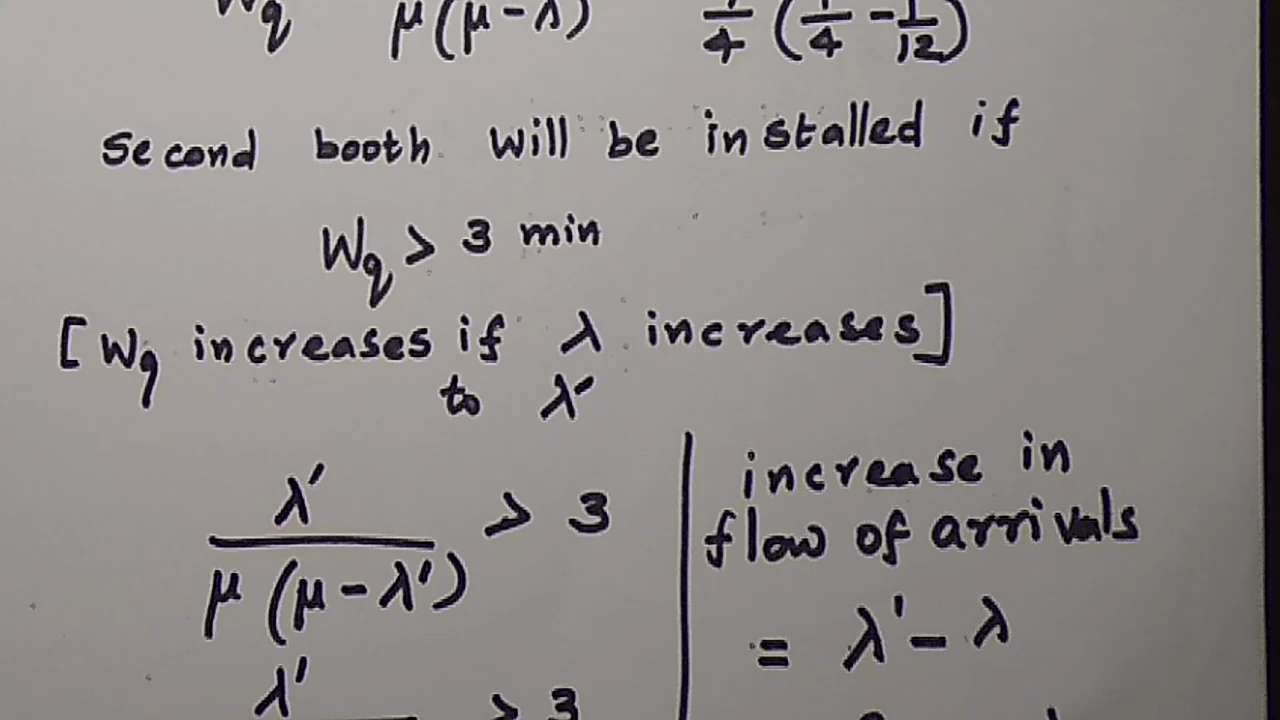 Wq μ(μ-λ) 1/4 (1/4 - 1/12)
Second booth will be installed if
Wq > 3 min
[Wq increases if λ increases]
to λ'
λ' / μ(μ-λ') > 3
λ' > 3
increase in
flow of arrivals
= λ' - λ